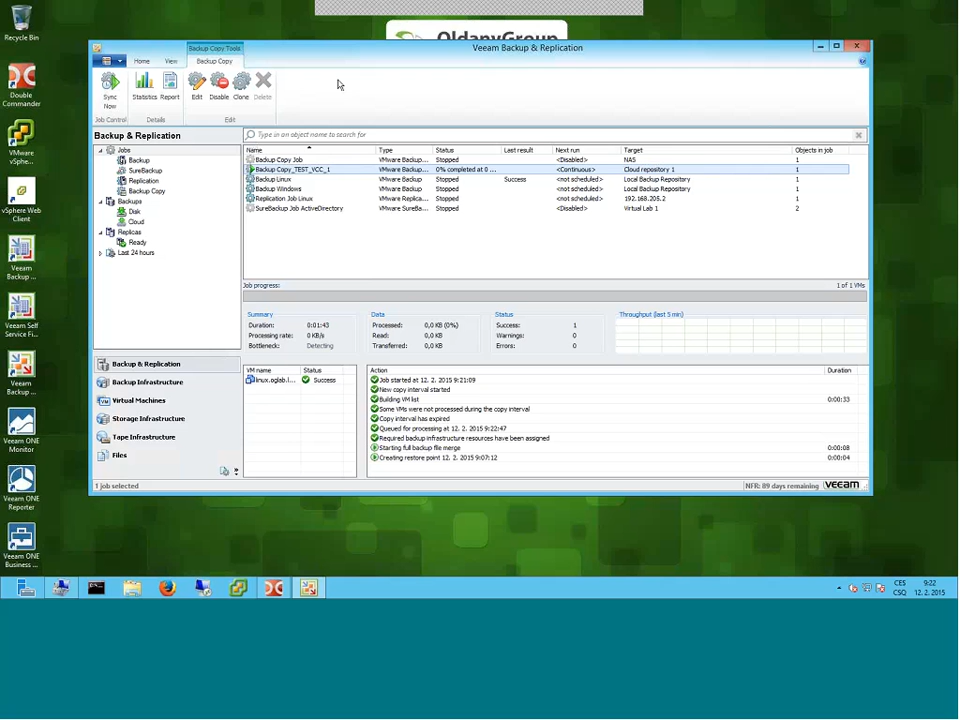 Recycle Bin
Double
Commander
VMware
vSphe...
vSphere Web
Client
Veeam
Backup ...
Veeam Self
Service Fi...
Veeam
Backup ...
Veeam ONE
Monitor
Veeam ONE
Reporter
Veeam ONE
Business ...
OldanyGroup
Backup Copy Tools
Veeam Backup & Replication
Home View Backup Copy
Sync
Now
Statistics Report
Edit Disable Clone Delete
Job Control Details Edit
Backup & Replication
Type in an object name to search for
Jobs
Backup
SureBackup
Replication
Backup Copy
Backups
Disk
Cloud
Replicas
Ready
Last 24 hours
Name Type Status Last result Next run Target Objects in job
Backup Copy Job VMware Backup... Stopped <Disabled> NAS 1
Backup Copy_TEST_VCC_1 VMware Backup... 0% completed at 0 ... <Continuous> Cloud repository 1 1
Backup Linux VMware Backup Stopped Success <not scheduled> Local Backup Repository 1
Backup Windows VMware Backup Stopped <not scheduled> Local Backup Repository 1
Replication Job Linux VMware Replica... Stopped <not scheduled> 192.168.205.2 1
SureBackup Job ActiveDirectory VMware SureBa... Stopped <Disabled> Virtual Lab 1 2
Job progress: 1 of 1 VMs
Summary
Duration: 0:01:43
Processing rate: 0 KB/s
Bottleneck: Detecting
Data
Processed: 0,0 KB (0%)
Read: 0,0 KB
Transferred: 0,0 KB
Status
Success: 1
Warnings: 0
Errors: 0
Throughput (last 5 min)
VM name Status
linux.oglab.l... Success
Action Duration
Job started at 12. 2. 2015 9:21:09
New copy interval started
Building VM list 0:00:33
Some VMs were not processed during the copy interval
Copy interval has expired
Queued for processing at 12. 2. 2015 9:22:47
Required backup infrastructure resources have been assigned
Starting full backup file merge 0:00:08
Creating restore point 12. 2. 2015 9:07:12 0:00:04
Backup & Replication
Backup Infrastructure
Virtual Machines
Storage Infrastructure
Tape Infrastructure
Files
1 job selected
NFR: 89 days remaining veeam
CES 9:22
CSQ 12. 2. 2015